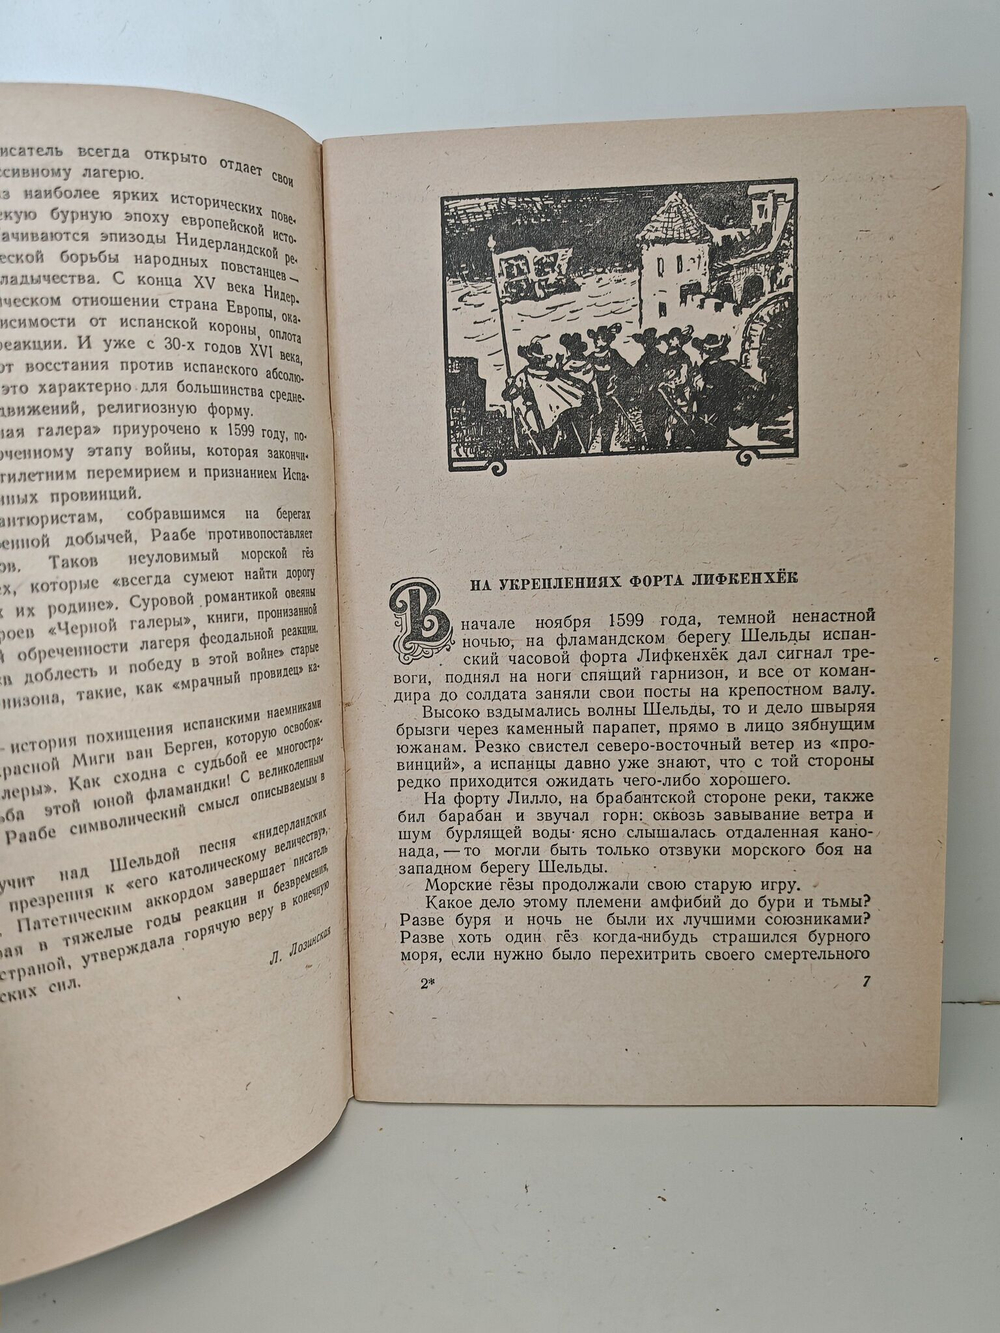 исатель всегда открыто отдает свои
ссивному лагерю.
из наиболее ярких исторических пове-
скую бурную эпоху европейской исто-
ачиваются эпизоды Нидерландской ре-
еской борьбы народных повстанцев —
ладычества. С конца XV века Нидер-
ическом отношении страна Европы, ока-
исимости от испанской короны, оплота
реакции. И уже с 30-х годов XVI века,
от восстания против испанского абсолю-
это характерно для большинства средне-
движений, религиозную форму.
ная галера» приурочено к 1599 году, по-
юченному этапу войны, которая закончи-
тилетним перемирием и признанием Испа-
нных провинций.
антюристам, собравшимся на берегах
енной добычей, Раабе противопоставляет
ов. Таков неуловимый морской гёз
ех, которые «всегда сумеют найти дорогу
к их родине». Суровой романтикой овеяны
роев «Черной галеры», книги, пронизанной
й обреченности лагеря феодальной реакции.
в доблесть и победу в этой войне» старые
низона, такие, как «мрачный провидец» ка-
— история похищения испанскими наемниками
красной Миги ван Берген, которую освобож-
леры». Как сходна с судьбой ее многостра-
ьба этой юной фламандки! С великолепным
Раабе символический смысл описываемым в
учит над Шельдой песня «нидерландских
презрения к «его католическому величеству».
. Патетическим аккордом завершает писатель
рая в тяжелые годы реакции и безвременья,
страной, утверждала горячую веру в конечную
ских сил.
Л. Лозинская
НА УКРЕПЛЕНИЯХ ФОРТА ЛИФКЕНХЁК
В начале ноября 1599 года, темной ненастной
ночью, на фламандском берегу Шельды испан-
ский часовой форта Лифкенхёк дал сигнал тре-
воги, поднял на ноги спящий гарнизон, и все от коман-
дира до солдата заняли свои посты на крепостном валу.
Высоко вздымались волны Шельды, то и дело швыряя
брызги через каменный парапет, прямо в лицо зябнущим
южанам. Резко свистел северо-восточный ветер из «про-
винций», а испанцы давно уже знают, что с той стороны
редко приходится ожидать чего-либо хорошего.
На форту Лилло, на брабантской стороне реки, также
бил барабан и звучал горн: сквозь завывание ветра и
шум бурлящей воды ясно слышалась отдаленная кано-
нада, — то могли быть только отзвуки морского боя на
западном берегу Шельды.
Морские гёзы продолжали свою старую игру.
Какое дело этому племени амфибий до бури и тьмы?
Разве буря и ночь не были их лучшими союзниками?
Разве хоть один гёз когда-нибудь страшился бурного
моря, если нужно было перехитрить своего смертельного
2* 7